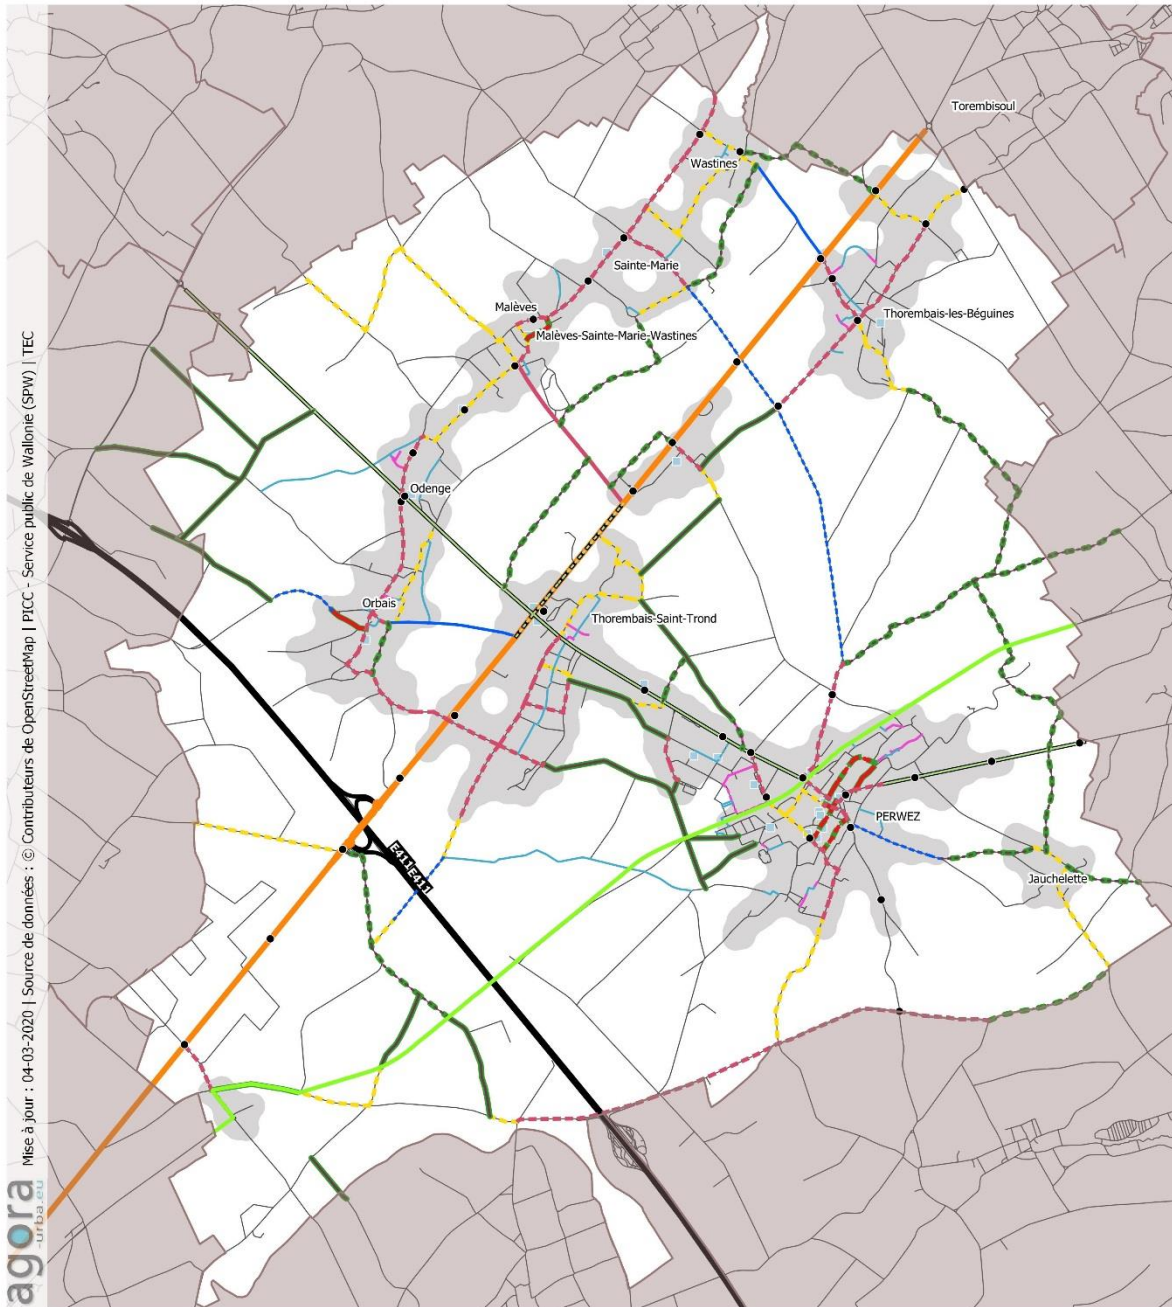 Torembisoul
Wastines
Sainte-Marie
Malèves
Thorembais-les-Béguines
Malèves-Sainte-Marie-Wastines
Odenge
Orbais
Thorembais-Saint-Trond
PERWEZ
E411E411
Jauchelette
agora
-urba.eu
Mise à jour : 04-03-2020 | Source de données : © Contributeurs de OpenStreetMap | PICC - Service public de Wallonie (SPW) | TEC